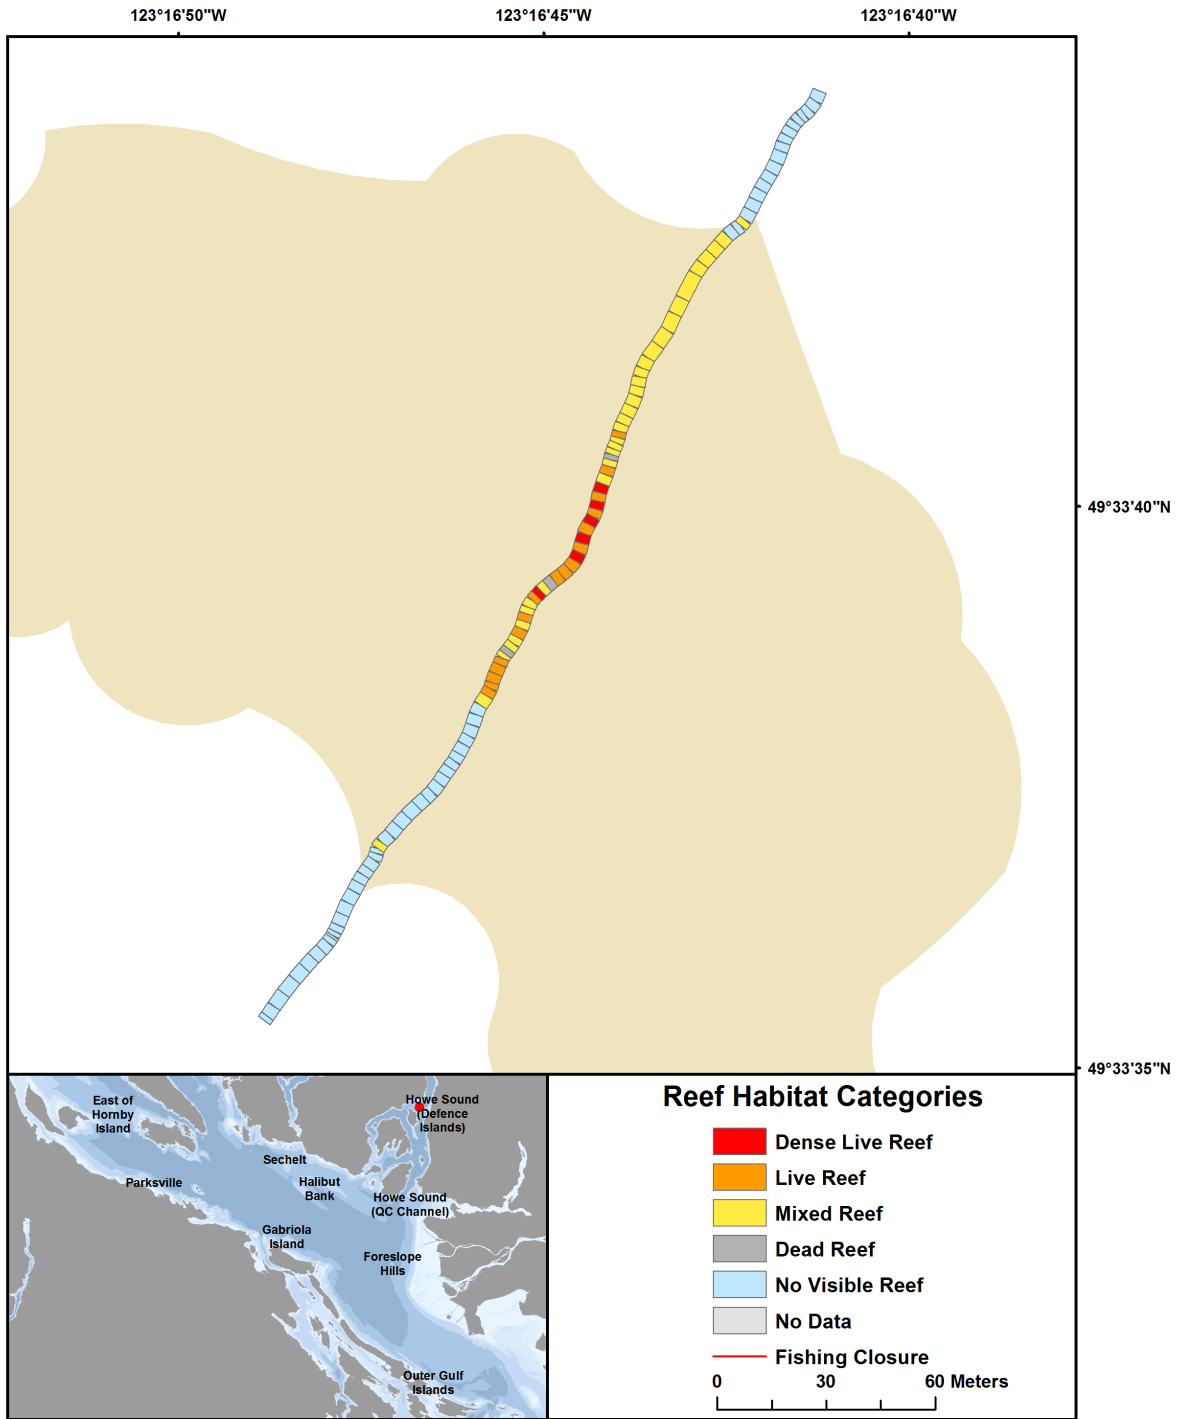 123°16'50"W
123°16'45"W
123°16'40"W
49°33'40"N
49°33'35"N
East of
Hornby
Island
Parksville
Sechelt
Halibut
Bank
Gabriola
Island
Howe Sound
(Defence
Islands)
Howe Sound
(QC Channel)
Foreslope
Hills
Outer Gulf
Islands
Reef Habitat Categories
Dense Live Reef
Live Reef
Mixed Reef
Dead Reef
No Visible Reef
No Data
Fishing Closure
0 30 60 Meters